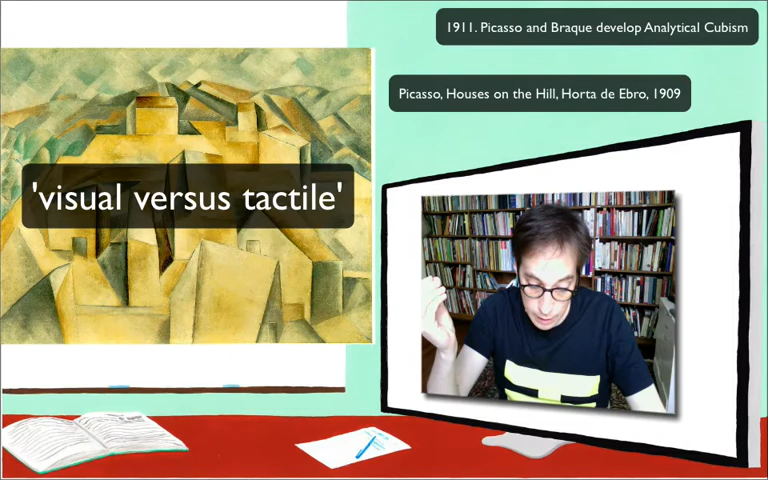 1911. Picasso and Braque develop Analytical Cubism
Picasso, Houses on the Hill, Horta de Ebro, 1909
'visual versus tactile'